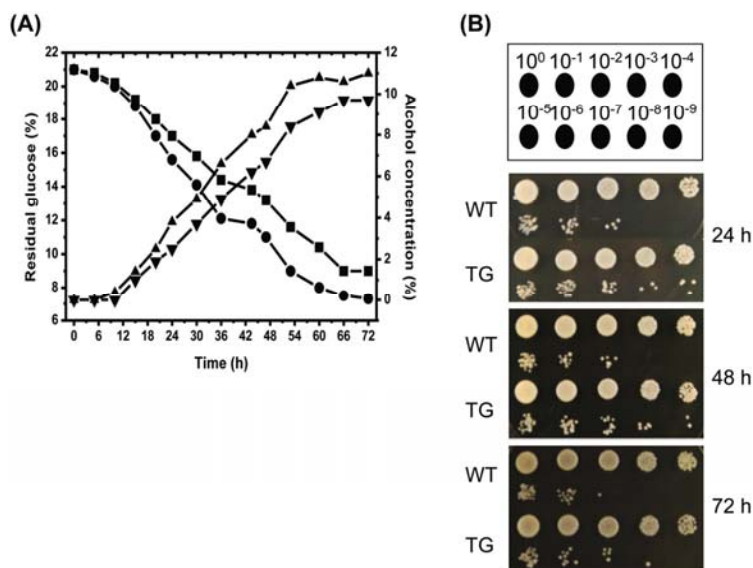 (A)
Residual glucose (%)
22
20
18
16
14
12
10
8
6
12
10
8
6
4
2
0
Alcohol concentration (%)
0 6 12 18 24 30 36 42 48 54 60 66 72
Time (h)
(B)
10⁰ 10⁻¹ 10⁻² 10⁻³ 10⁻⁴
10⁻⁵ 10⁻⁶ 10⁻⁷ 10⁻⁸ 10⁻⁹
WT
TG
24 h
WT
TG
48 h
WT
TG
72 h